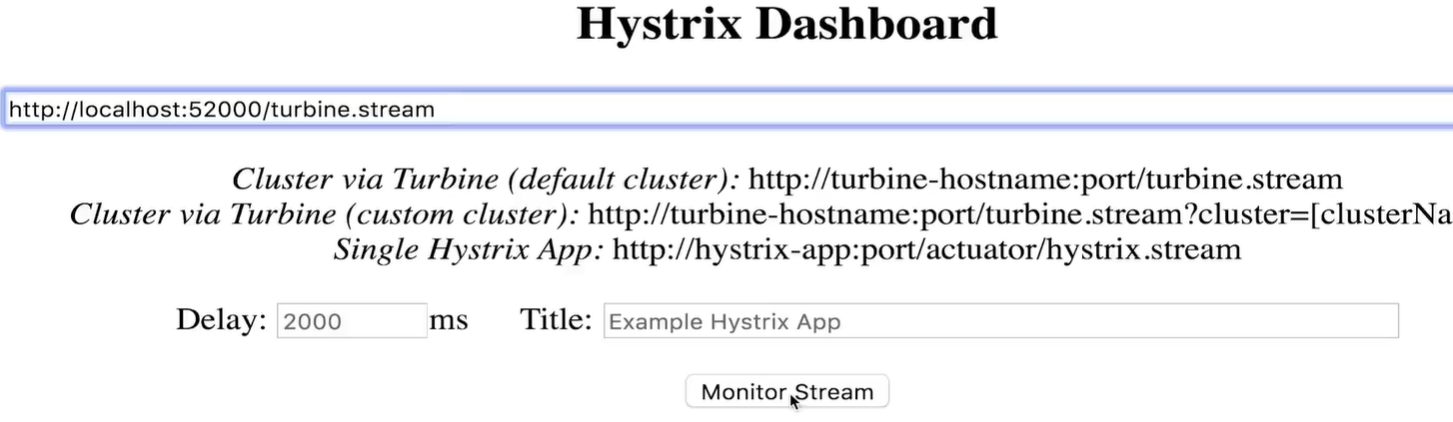 Hystrix Dashboard
http://localhost:52000/turbine.stream
Cluster via Turbine (default cluster): http://turbine-hostname:port/turbine.stream
Cluster via Turbine (custom cluster): http://turbine-hostname:port/turbine.stream?cluster=[clusterNa
Single Hystrix App: http://hystrix-app:port/actuator/hystrix.stream
Delay: 2000 ms Title: Example Hystrix App
Monitor Stream